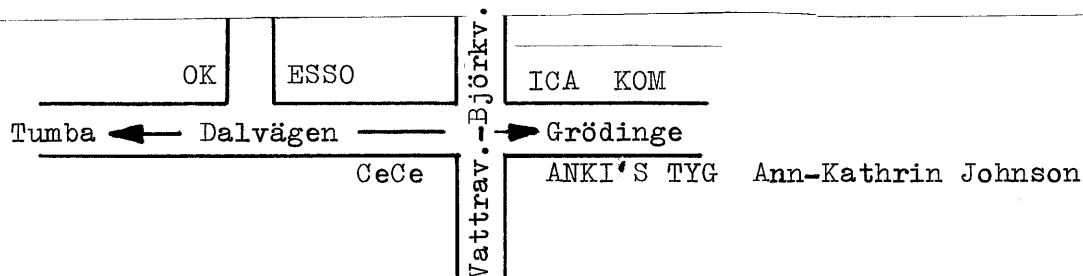 OK ESSO ICA KOM
Tumba Dalvägen Grödinge
CeCe ANKI'S TYG Ann-Kathrin Johnson
Vattrav.-Björkv.